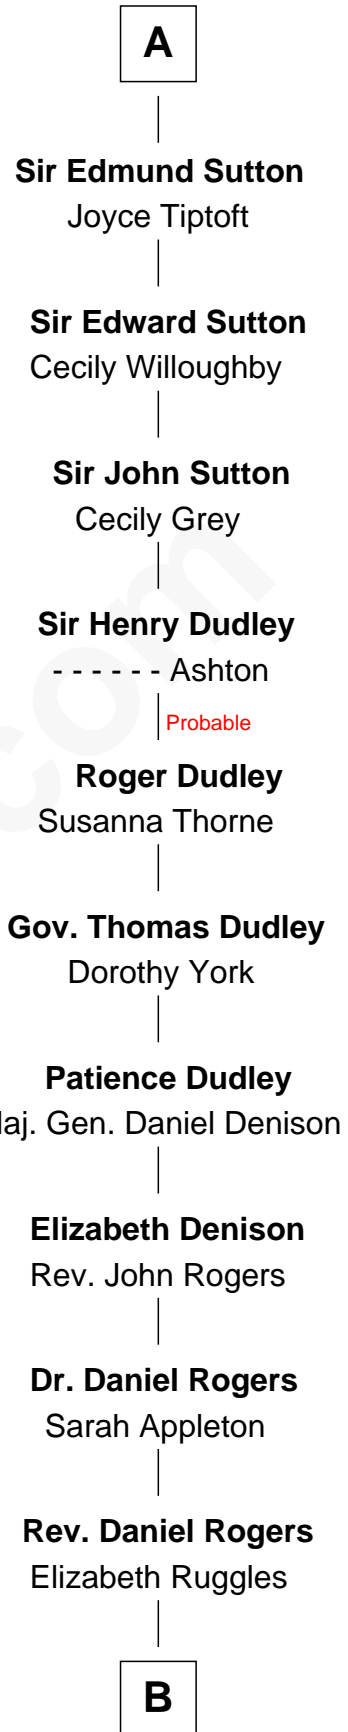 A
Sir Edmund Sutton
Joyce Tiptoft
Sir Edward Sutton
Cecily Willoughby
Sir John Sutton
Cecily Grey
Sir Henry Dudley
- - - - - - Ashton
Probable
Roger Dudley
Susanna Thorne
Gov. Thomas Dudley
Dorothy York
Patience Dudley
Gen. Daniel Denison
Elizabeth Denison
Rev. John Rogers
Dr. Daniel Rogers
Sarah Appleton
Rev. Daniel Rogers
Elizabeth Ruggles
B